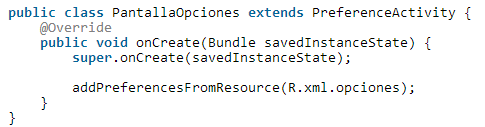 public class PantallaOpciones extends PreferenceActivity {
    @Override
    public void onCreate(Bundle savedInstanceState) {
        super.onCreate(savedInstanceState);

        addPreferencesFromResource(R.xml.opciones);
    }
}